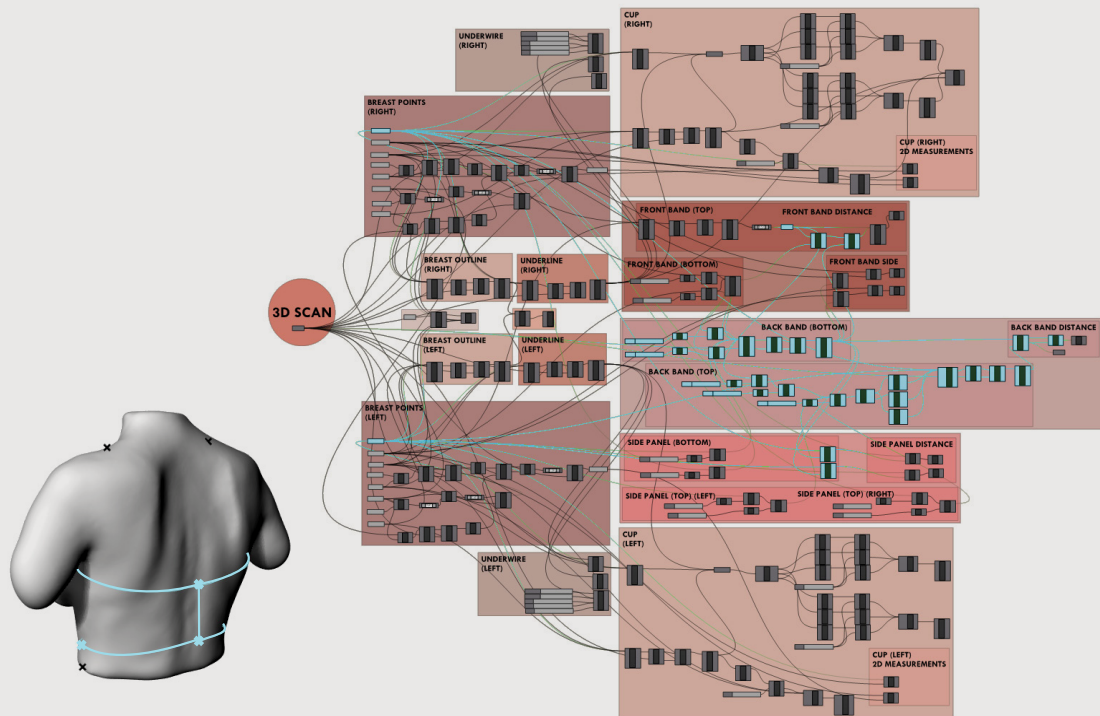 CUP
(RIGHT)
UNDERWIRE
(RIGHT)
BREAST POINTS
(RIGHT)
CUP (RIGHT)
2D MEASUREMENTS
FRONT BAND (TOP)
FRONT BAND DISTANCE
BREAST OUTLINE
(RIGHT)
UNDERLINE
(RIGHT)
FRONT BAND (BOTTOM)
FRONT BAND SIDE
3D SCAN
BACK BAND (BOTTOM)
BACK BAND DISTANCE
BREAST OUTLINE
(LEFT)
UNDERLINE
(LEFT)
BACK BAND (TOP)
BREAST POINTS
(LEFT)
SIDE PANEL (BOTTOM)
SIDE PANEL DISTANCE
SIDE PANEL (TOP) (LEFT)
SIDE PANEL (TOP) (RIGHT)
CUP
(LEFT)
UNDERWIRE
(LEFT)
CUP (LEFT)
2D MEASUREMENTS